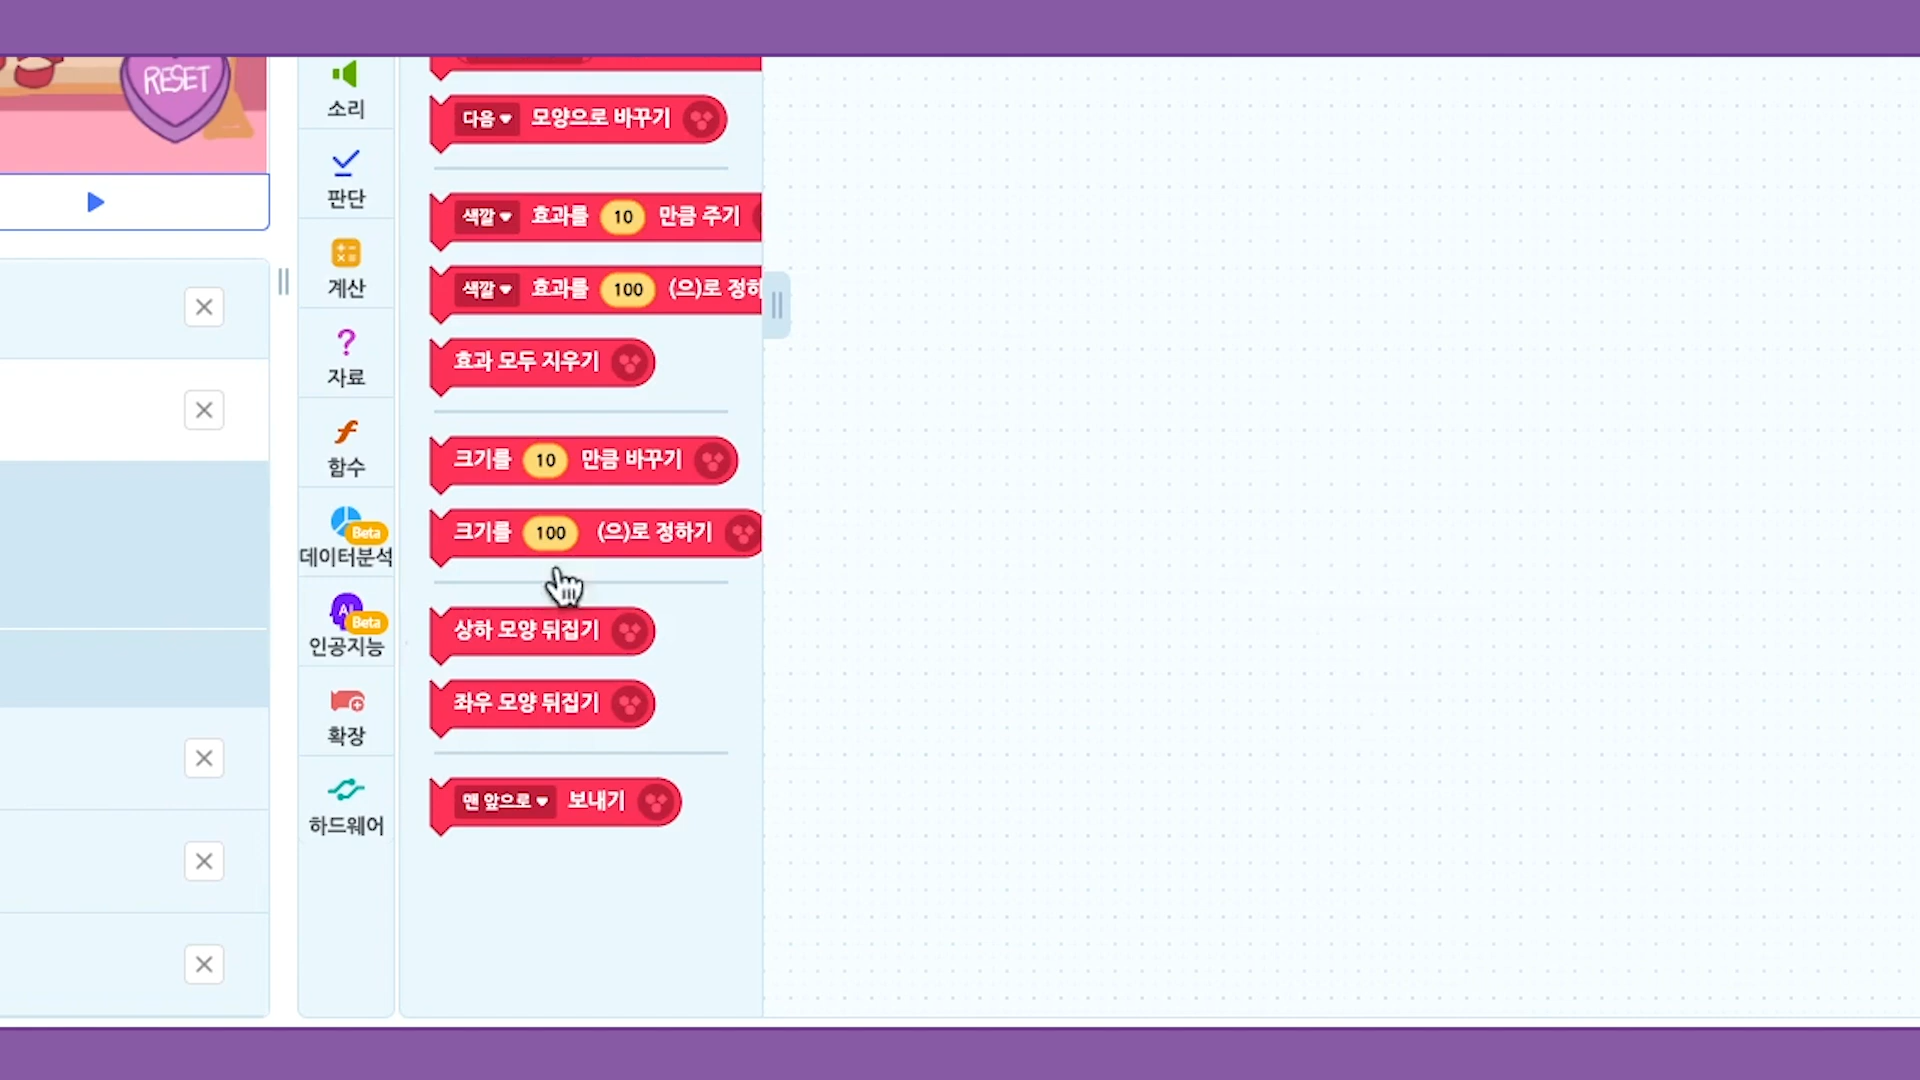 RESET
소리
판단
계산
자료
함수
Beta
데이터분석
AI
Beta
인공지능
확장
하드웨어
다음 모양으로 바꾸기
색깔 효과를 10 만큼 주기
색깔 효과를 100 (으)로 정하
효과 모두 지우기
크기를 10 만큼 바꾸기
크기를 100 (으)로 정하기
상하 모양 뒤집기
좌우 모양 뒤집기
맨 앞으로 보내기